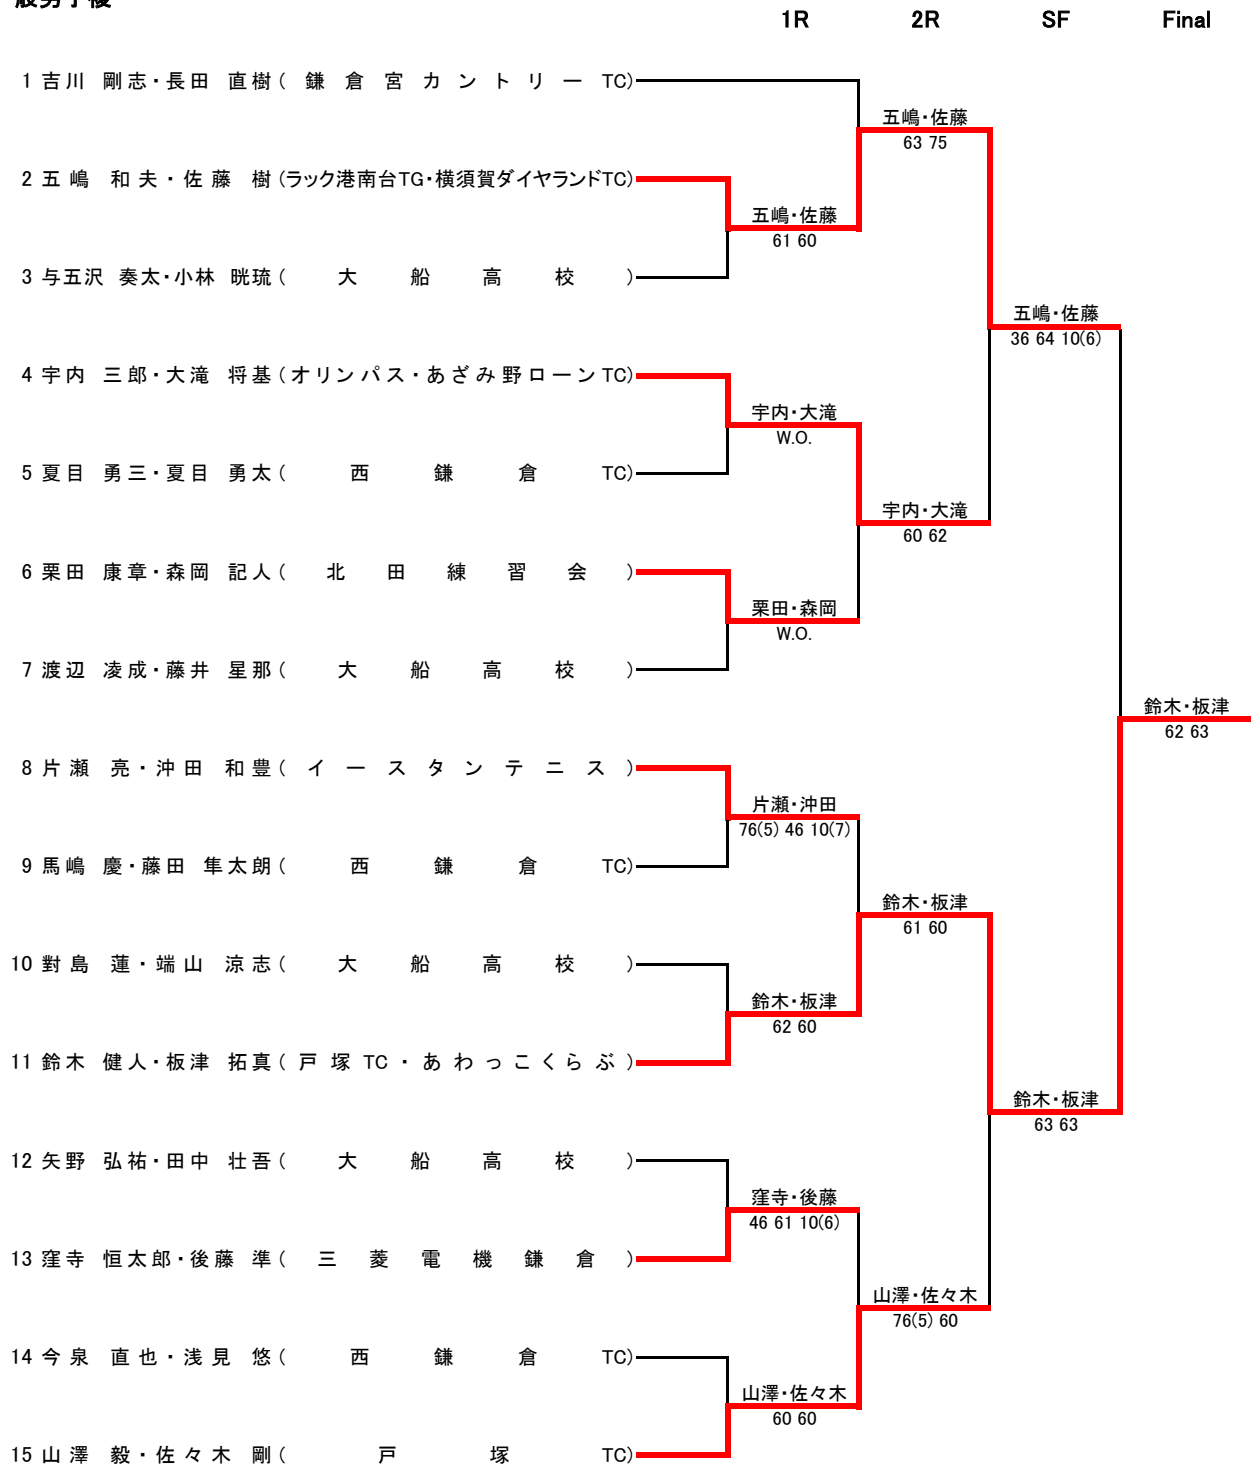 般男子複
1R 2R SF Final
1 吉川 剛志・長田 直樹 ( 鎌倉宮カントリー TC)
五嶋・佐藤
63 75
2 五嶋 和夫・佐藤 樹 (ラック港南台TG・横須賀ダイヤランドTC)
五嶋・佐藤
61 60
3 与五沢 奏太・小林 晄琉 ( 大船高校 )
五嶋・佐藤
36 64 10(6)
4 宇内 三郎・大滝 将基 (オリンパス・あざみ野ローン TC)
宇内・大滝
W.O.
5 夏目 勇三・夏目 勇太 ( 西鎌倉 TC)
宇内・大滝
60 62
6 栗田 康章・森岡 記人 ( 北田練習会 )
栗田・森岡
W.O.
7 渡辺 凌成・藤井 星那 ( 大船高校 )
鈴木・板津
62 63
8 片瀬 亮・沖田 和豊 ( イースタンテニス )
片瀬・沖田
76(5) 46 10(7)
9 馬嶋 慶・藤田 隼太朗 ( 西鎌倉 TC)
鈴木・板津
61 60
10 對島 蓮・端山 涼志 ( 大船高校 )
鈴木・板津
62 60
11 鈴木 健人・板津 拓真 ( 戸塚 TC・あわっこくらぶ )
鈴木・板津
63 63
12 矢野 弘祐・田中 壮吾 ( 大船高校 )
窪寺・後藤
46 61 10(6)
13 窪寺 恒太郎・後藤 準 ( 三菱電機鎌倉 )
山澤・佐々木
76(5) 60
14 今泉 直也・浅見 悠 ( 西鎌倉 TC)
山澤・佐々木
60 60
15 山澤 毅・佐々木 剛 ( 戸塚 TC)